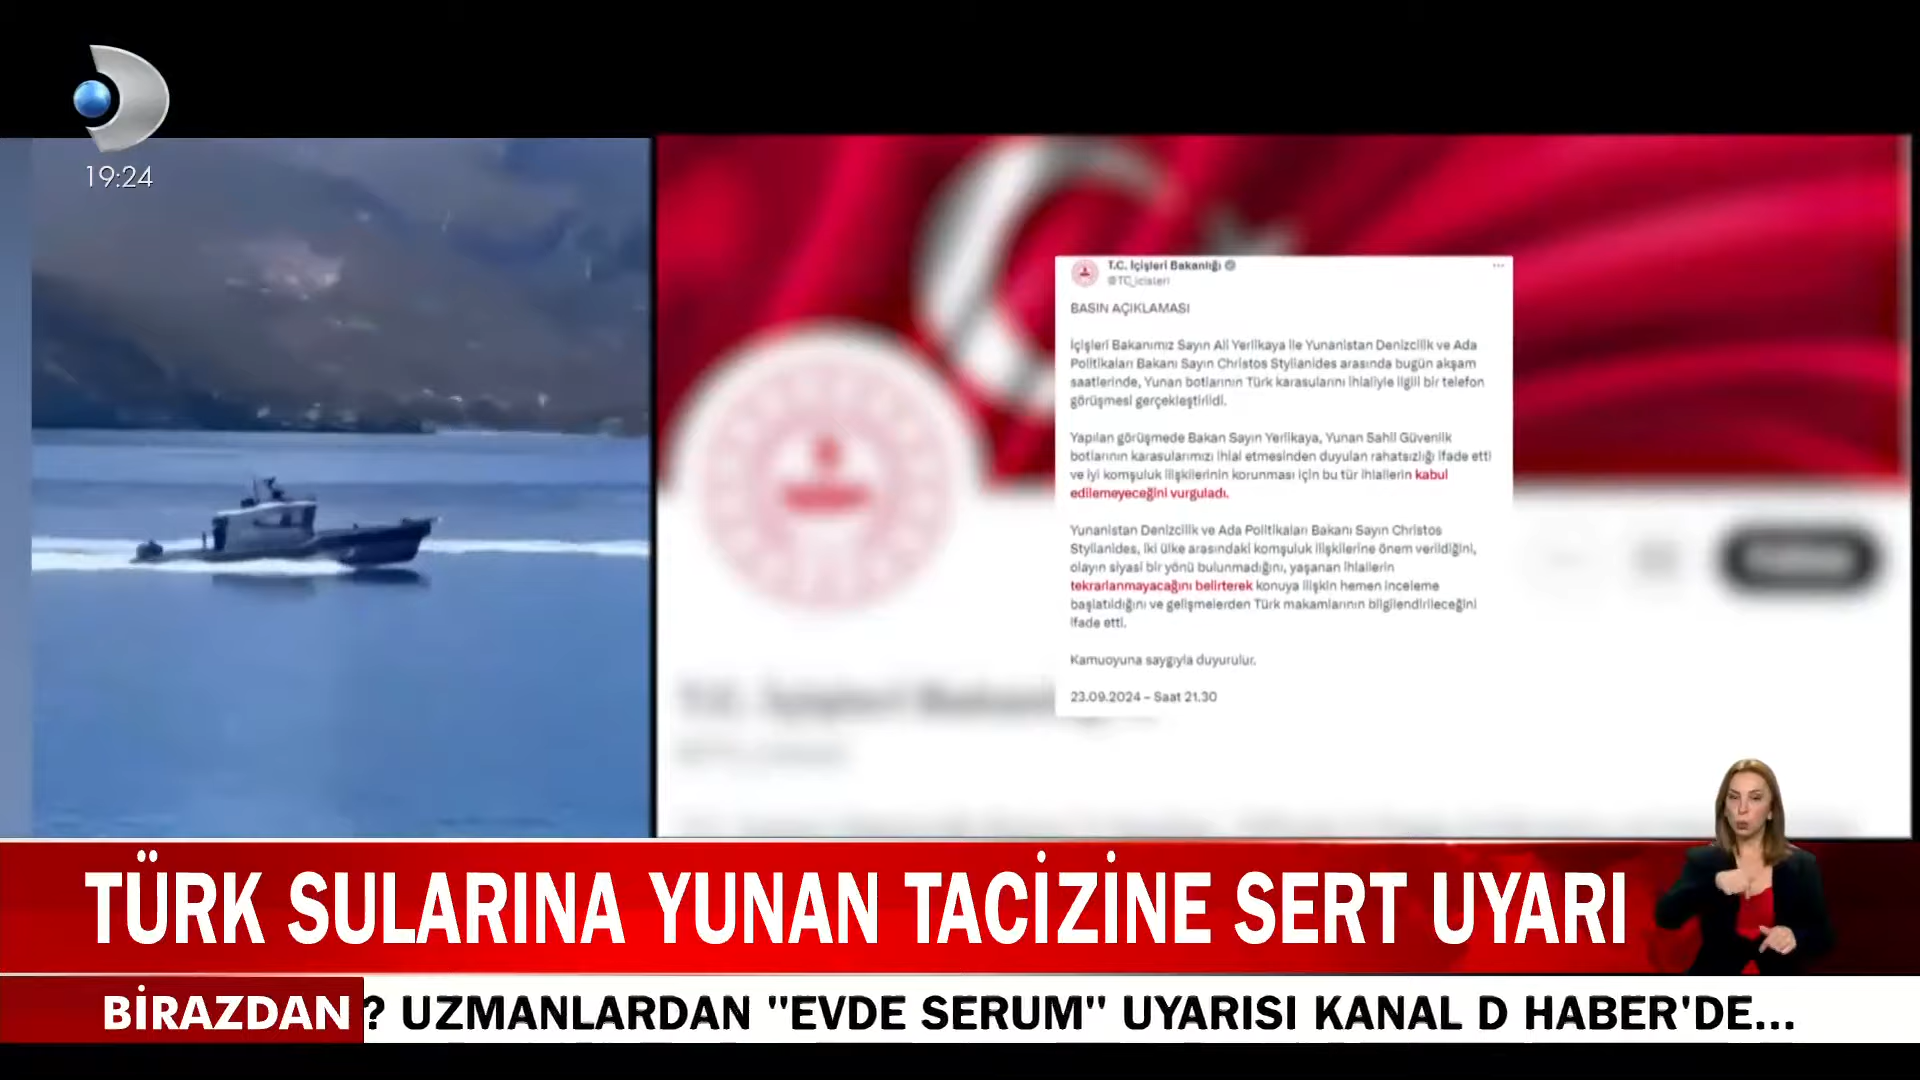 19:24
T.C. İçişleri Bakanlığı
@TC_icisleri
BASIN AÇIKLAMASI
İçişleri Bakanımız Sayın Ali Yerlikaya ile Yunanistan Denizcilik ve Ada
Politikaları Bakanı Sayın Christos Stylianides arasında bugün akşam
saatlerinde, Yunan botlarının Türk karasularını ihlaliyle ilgili bir telefon
görüşmesi gerçekleştirildi.
Yapılan görüşmede Bakan Sayın Yerlikaya, Yunan Sahil Güvenlik
botlarının karasularımızı ihlal etmesinden duyulan rahatsızlığı ifade etti
ve iyi komşuluk ilişkilerinin korunması için bu tür ihlallerin kabul
edilemeyeceğini vurguladı.
Yunanistan Denizcilik ve Ada Politikaları Bakanı Sayın Christos
Stylianides, iki ülke arasındaki komşuluk ilişkilerine önem verildiğini,
olayın siyasi bir yönü bulunmadığını, yaşanan ihlallerin
tekrarlanmayacağını belirterek konuya ilişkin hemen inceleme
başlatıldığını ve gelişmelerden Türk makamlarının bilgilendirileceğini
ifade etti.
Kamuoyuna saygıyla duyurulur.
23.09.2024 – Saat 21.30
T.C. İçişleri Bakanlığı
TÜRK SULARINA YUNAN TACİZİNE SERT UYARI
BİRAZDAN ? UZMANLARDAN "EVDE SERUM" UYARISI KANAL D HABER'DE...